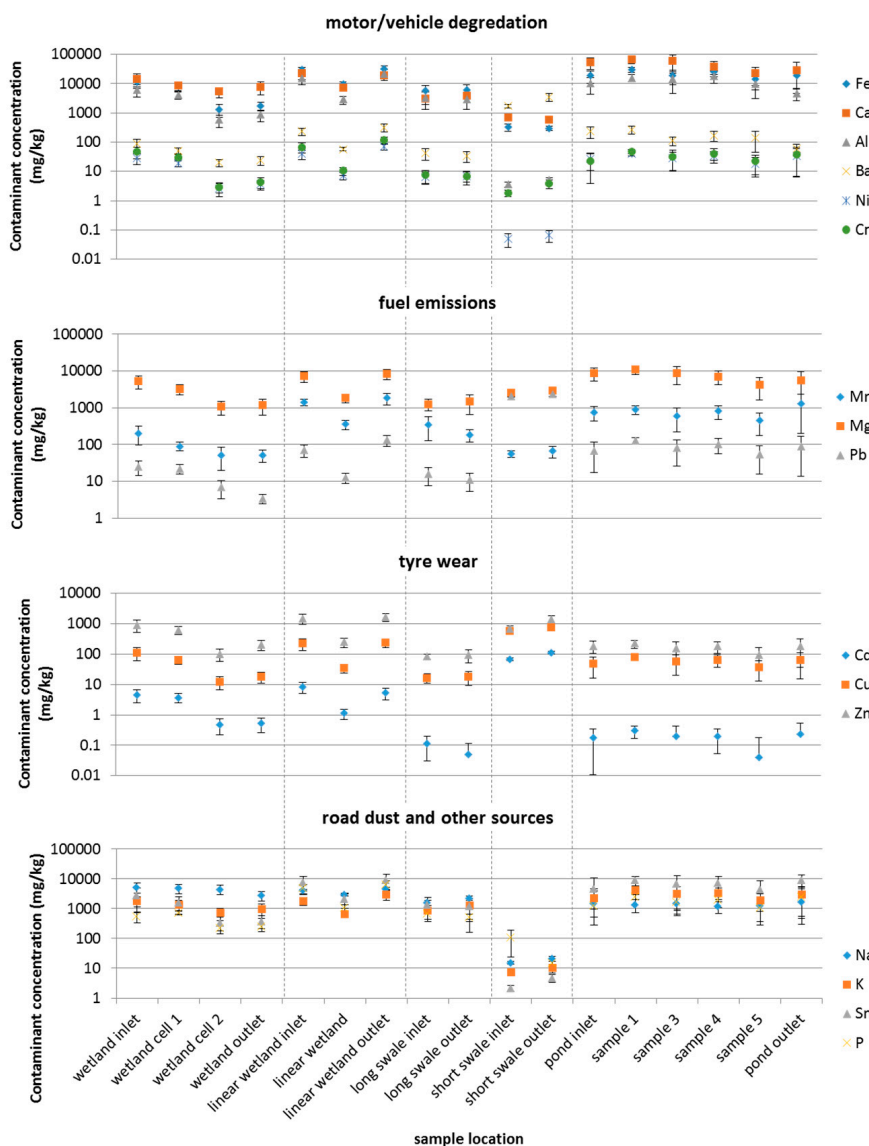 motor/vehicle degredation
Contaminant concentration
(mg/kg)
100000
10000
1000
100
10
1
0.1
0.01
Fe
Ca
Al
Ba
Ni
Cr
fuel emissions
Contaminant concentration
(mg/kg)
100000
10000
1000
100
10
1
Mn
Mg
Pb
tyre wear
Contaminant concentration
(mg/kg)
10000
1000
100
10
1
0.1
0.01
Cd
Cu
Zn
road dust and other sources
Contaminant concentration (mg/kg)
100000
10000
1000
100
10
1
Na
K
Sr
P
wetland inlet
wetland cell 1
wetland cell 2
wetland outlet
linear wetland inlet
linear wetland
linear wetland outlet
long swale inlet
long swale outlet
short swale inlet
short swale outlet
pond inlet
sample 1
sample 3
sample 4
sample 5
pond outlet
sample location